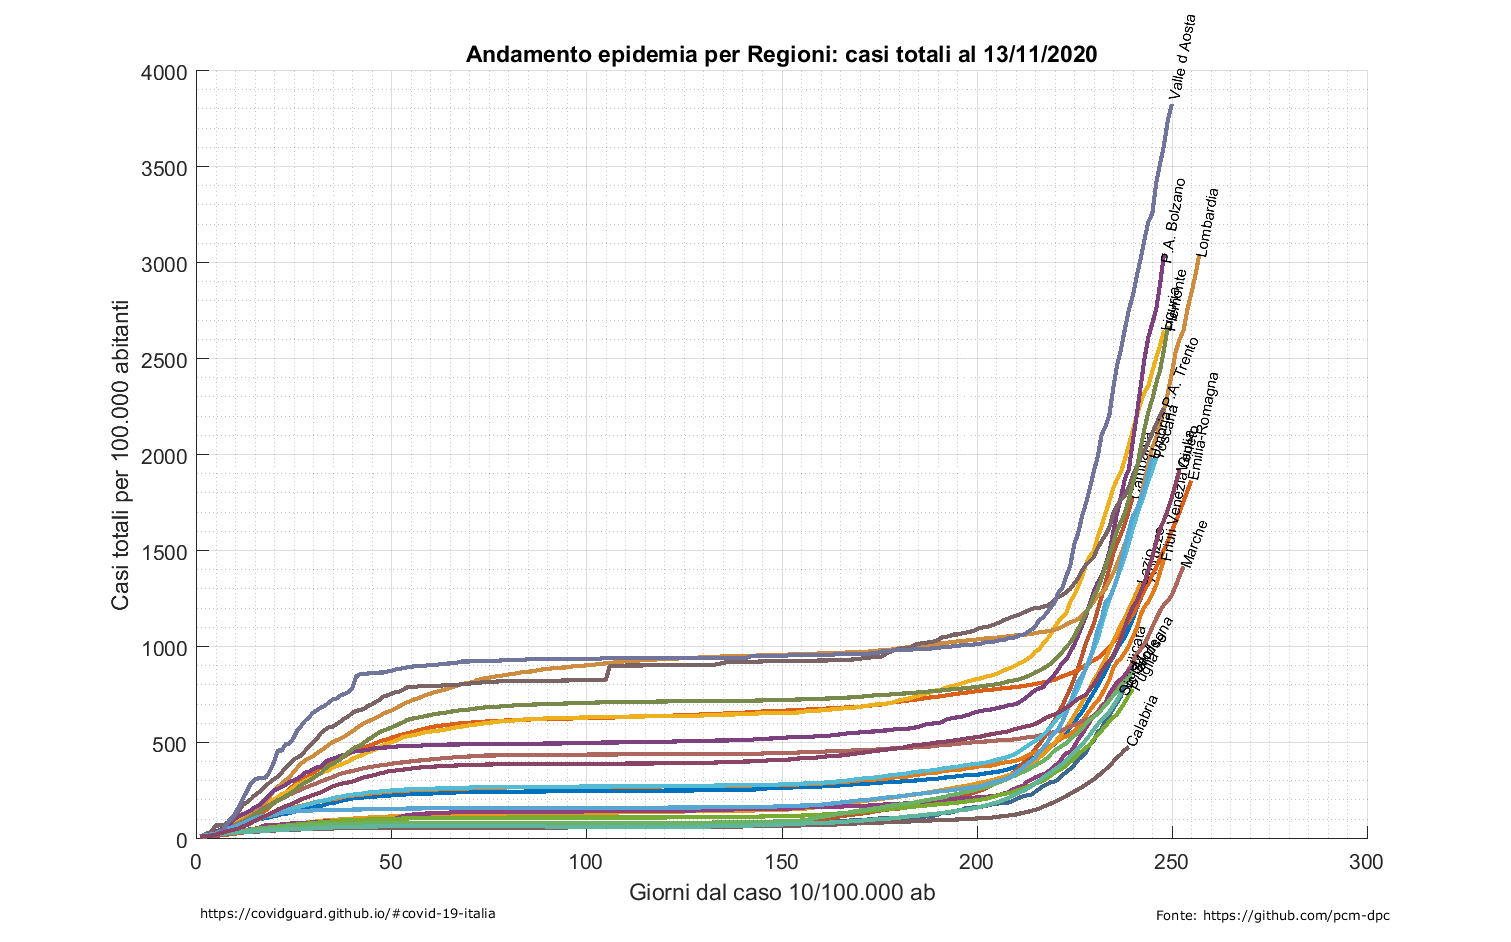 Andamento epidemia per Regioni: casi totali al 13/11/2020
Casi totali per 100.000 abitanti
4000
3500
3000
2500
2000
1500
1000
500
0
0
50
100
150
200
250
300
Giorni dal caso 10/100.000 ab
Valle d Aosta
P.A. Bolzano
Lombardia
Liguria
Piemonte
P.A. Trento
Umbria
Toscana
Campania
Veneto
Emilia-Romagna
Friuli Venezia Giulia
Lazio
Marche
Puglia
Calabria
https://covidguard.github.io/#covid-19-italia
Fonte: https://github.com/pcm-dpc